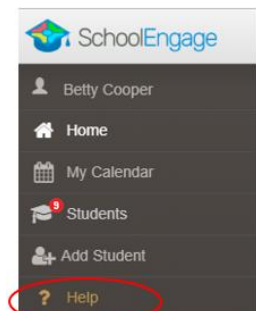 SchoolEngage
Betty Cooper
Home
My Calendar
9
Students
Add Student
? Help